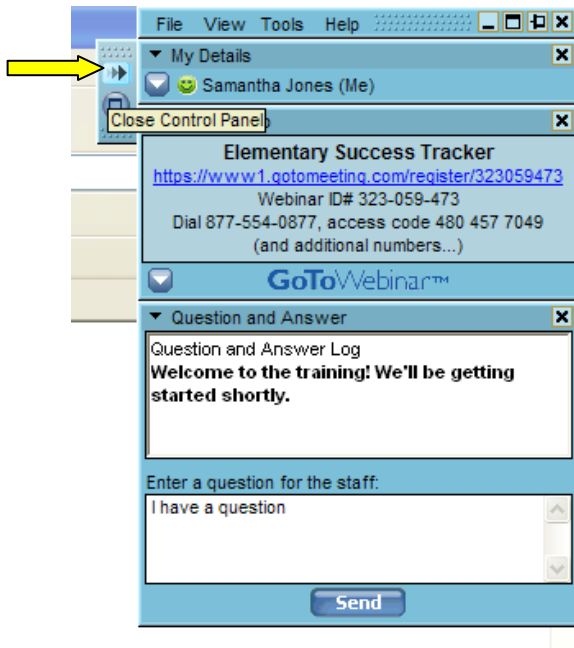 File View Tools Help
My Details
Samantha Jones (Me)
Close Control Panel
Elementary Success Tracker
https://www1.gotomeeting.com/register/323059473
Webinar ID# 323-059-473
Dial 877-554-0877, access code 480 457 7049
(and additional numbers...)
GoToWebinar™
Question and Answer
Question and Answer Log
Welcome to the training! We'll be getting
started shortly.
Enter a question for the staff:
I have a question
Send